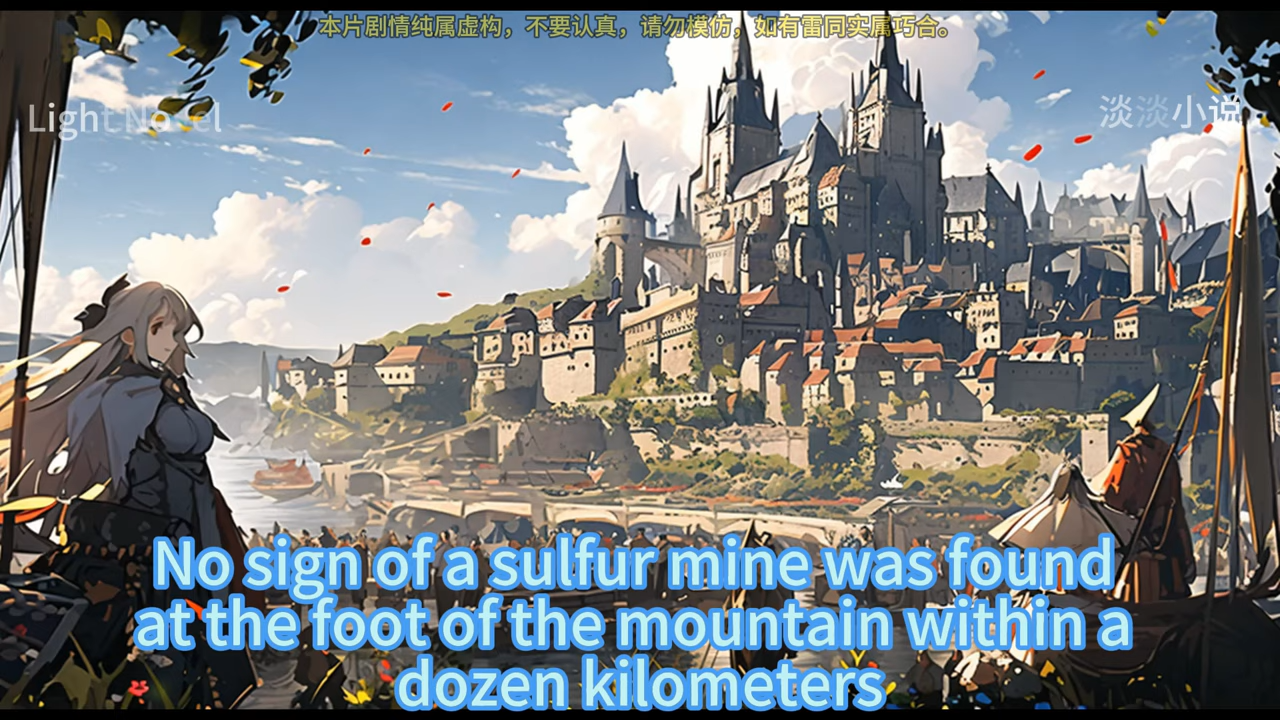 本片剧情纯属虚构，不要认真，请勿模仿，如有雷同实属巧合。
Light Novel
淡淡小说
No sign of a sulfur mine was found
at the foot of the mountain within a
dozen kilometers